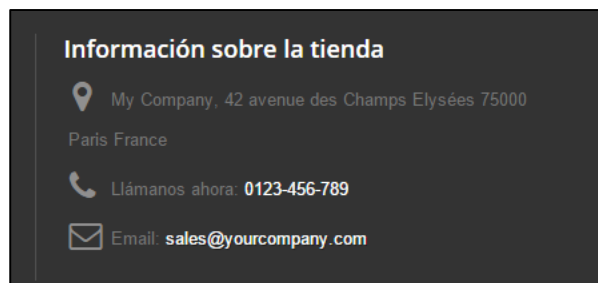 Información sobre la tienda
My Company, 42 avenue des Champs Elysées 75000
Paris France
Llámanos ahora: 0123-456-789
Email: sales@yourcompany.com